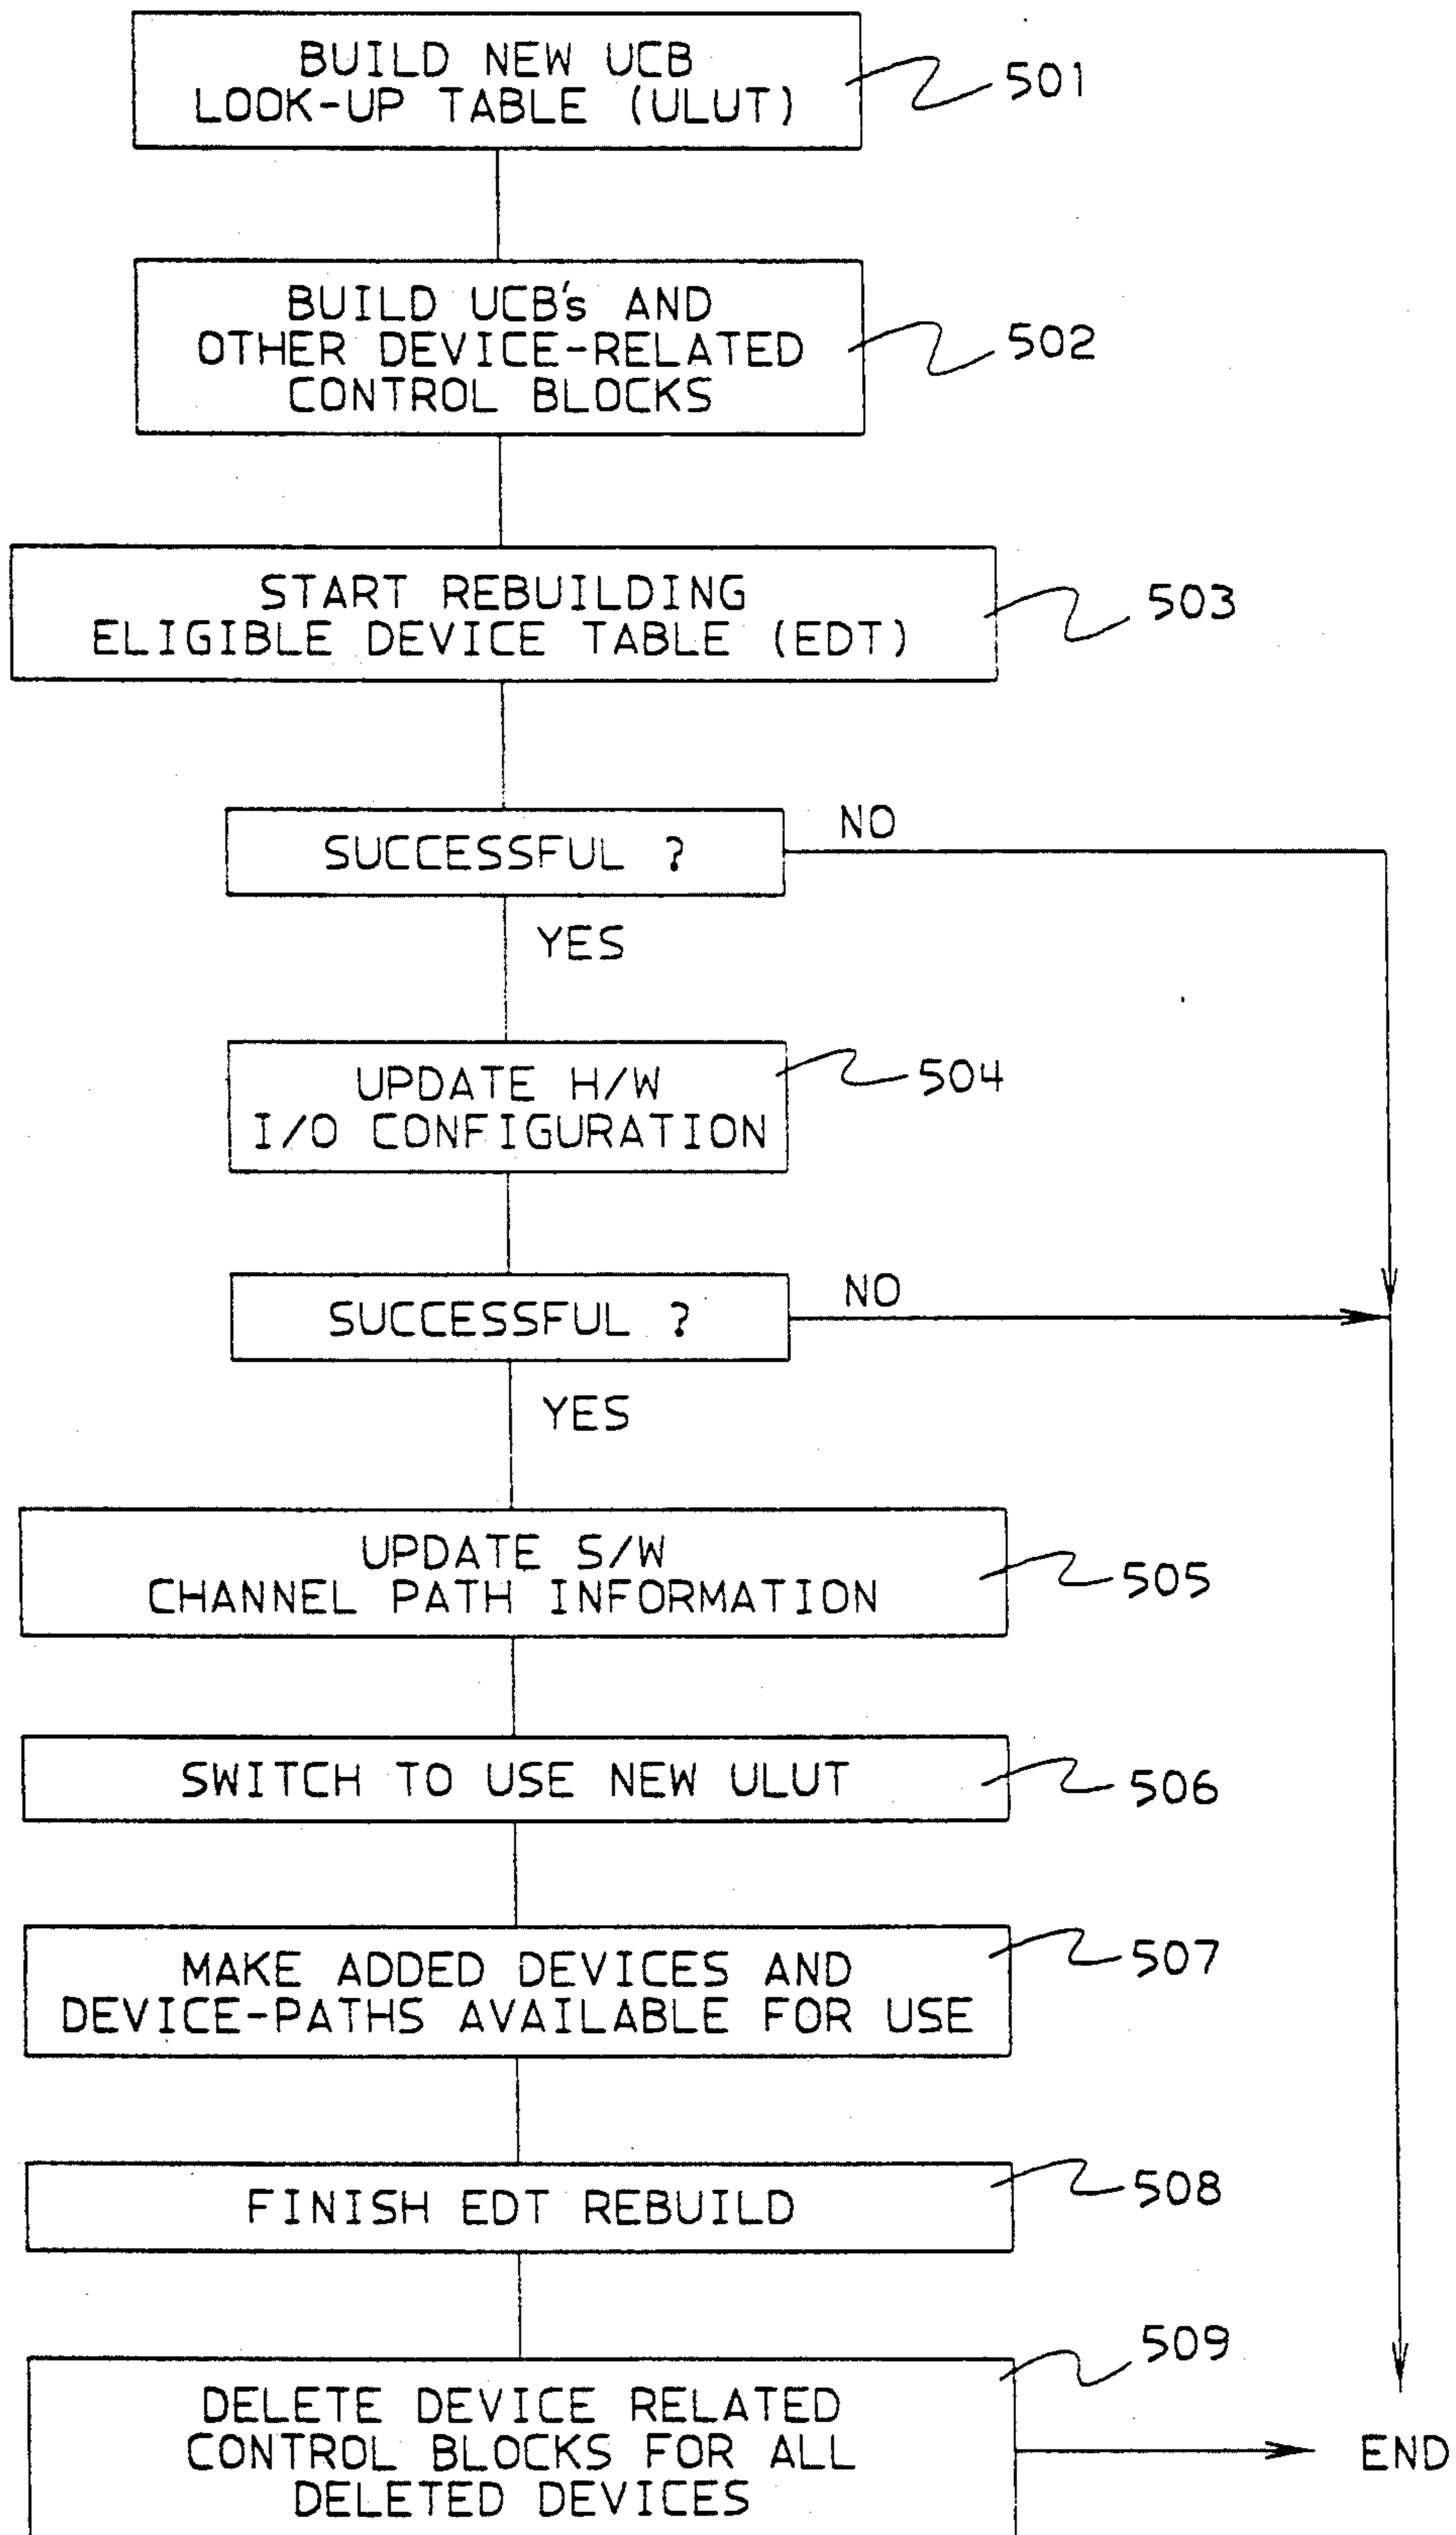 BUILD NEW UCB
LOOK-UP TABLE (ULUT)
501
BUILD UCB's AND
OTHER DEVICE-RELATED
CONTROL BLOCKS
502
START REBUILDING
ELIGIBLE DEVICE TABLE (EDT)
503
SUCCESSFUL ?
NO
YES
UPDATE H/W
I/O CONFIGURATION
504
SUCCESSFUL ?
NO
YES
UPDATE S/W
CHANNEL PATH INFORMATION
505
SWITCH TO USE NEW ULUT
506
MAKE ADDED DEVICES AND
DEVICE-PATHS AVAILABLE FOR USE
507
FINISH EDT REBUILD
508
DELETE DEVICE RELATED
CONTROL BLOCKS FOR ALL
DELETED DEVICES
509
END